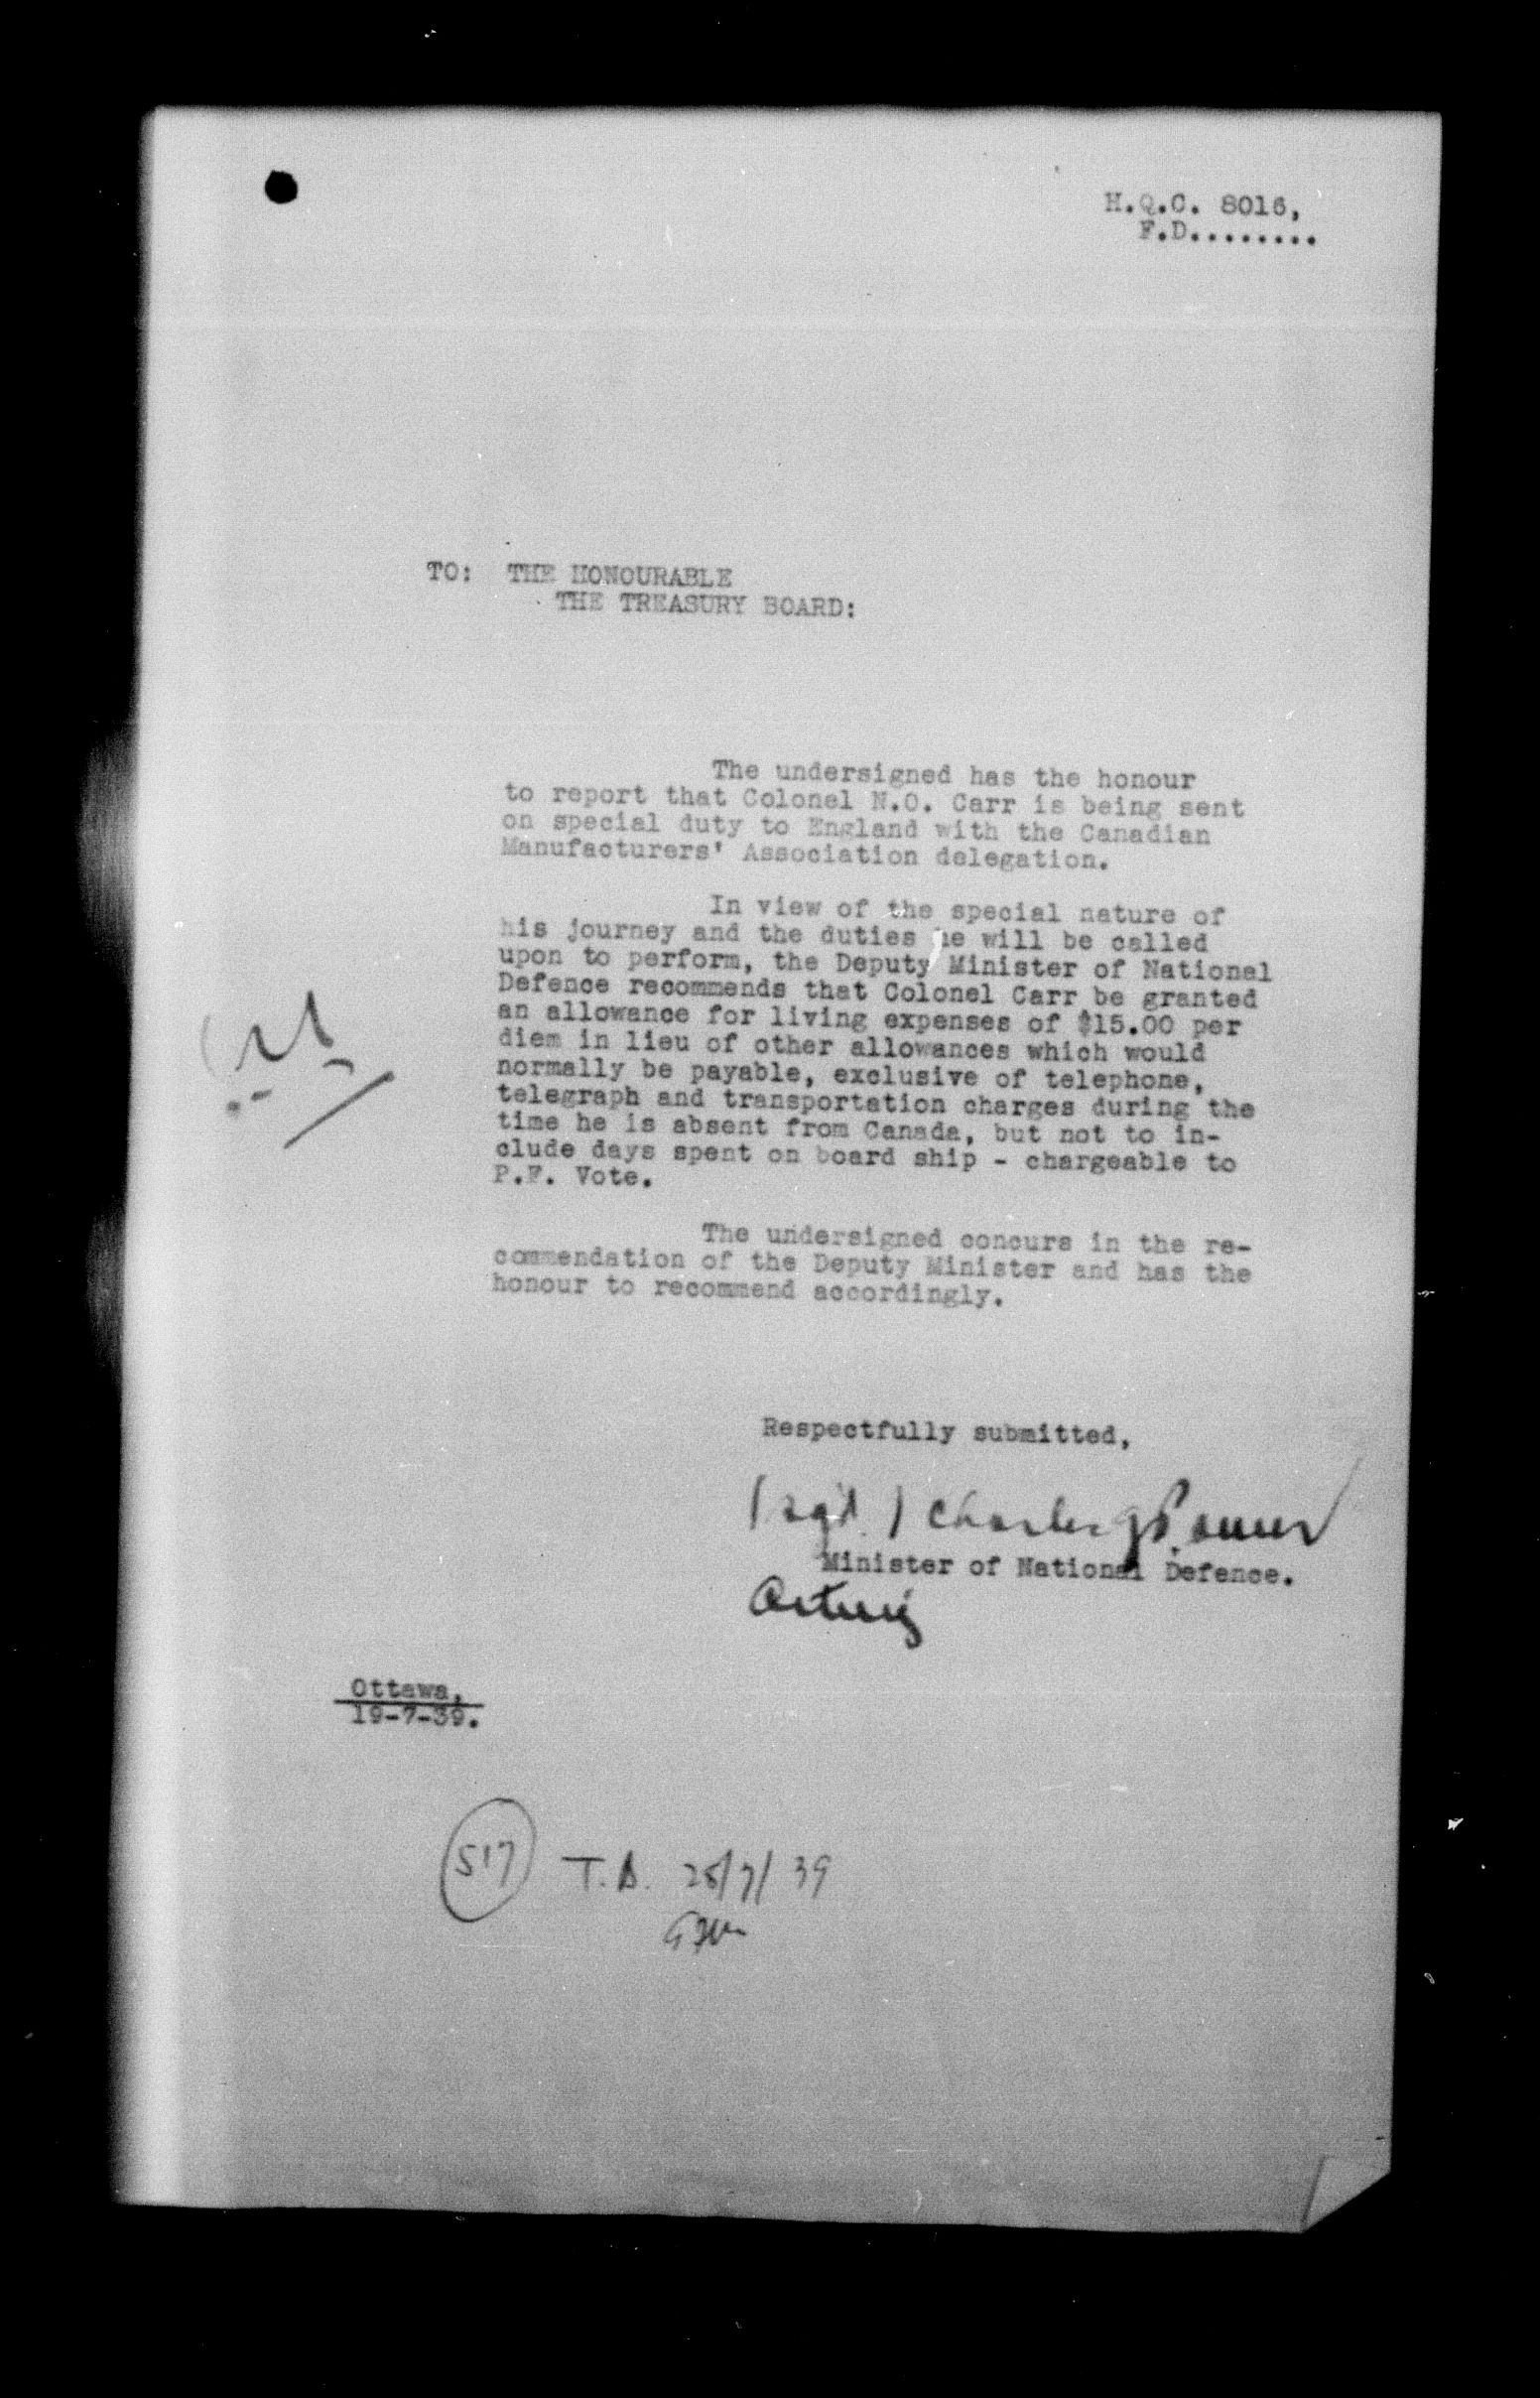 H.Q.C. 8016,
F.D........
TO: THE HONOURABLE
THE TREASURY BOARD:
The undersigned has the honour
to report that Colonel N.O. Carr is being sent
on special duty to England with the Canadian
Manufacturers' Association delegation.
In view of the special nature of
his journey and the duties he will be called
upon to perform, the Deputy Minister of National
Defence recommends that Colonel Carr be granted
an allowance for living expenses of $15.00 per
diem in lieu of other allowances which would
normally be payable, exclusive of telephone,
telegraph and transportation charges during the
time he is absent from Canada, but not to in-
clude days spent on board ship - chargeable to
P.F. Vote.
The undersigned concurs in the re-
commendation of the Deputy Minister and has the
honour to recommend accordingly.
Respectfully submitted,
(sgd.) Charles G. Power
Minister of National Defence.
Acting
Ottawa,
19-7-39.
517 T.B. /7/39